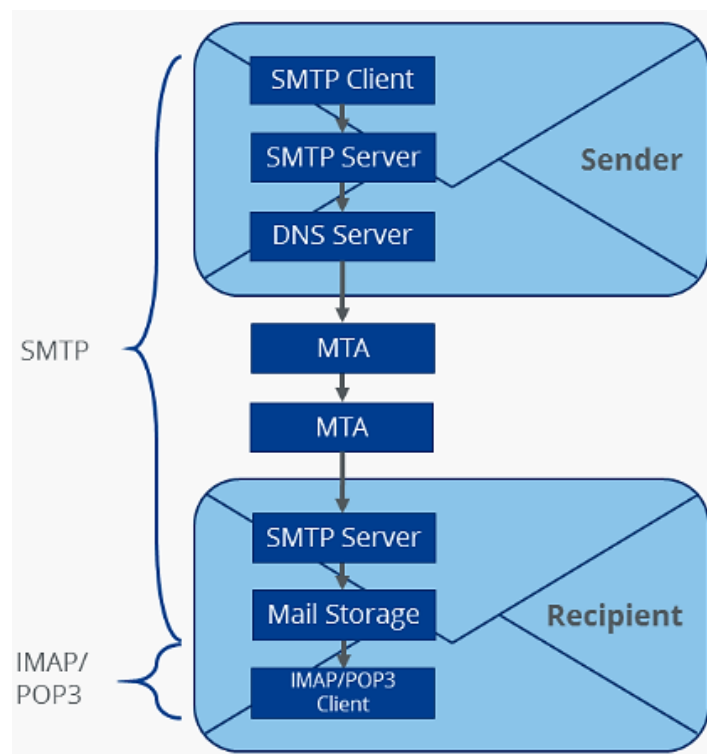 SMTP Client
SMTP Server
Sender
DNS Server
SMTP
MTA
MTA
SMTP Server
Mail Storage
Recipient
IMAP/
POP3
IMAP/POP3
Client